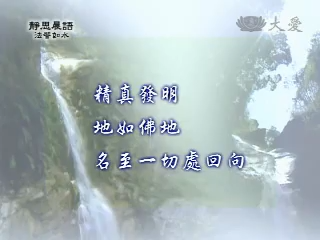 靜思晨語
法譬如水
大愛
精真發明
地如佛地
名至一切處回向